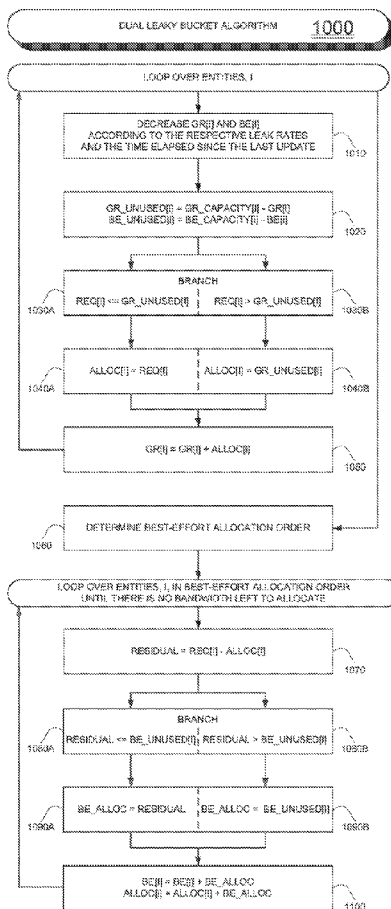 DUAL LEAKY BUCKET ALGORITHM 1000
LOOP OVER ENTITIES, I
DECREASE GR[I] AND BE[I]
ACCORDING TO THE RESPECTIVE LEAK RATES
AND THE TIME ELAPSED SINCE THE LAST UPDATE
1010
GR_UNUSED[I] = GR_CAPACITY[I] - GR[I]
BE_UNUSED[I] = BE_CAPACITY[I] - BE[I]
1020
BRANCH
REQ[I] <= GR_UNUSED[I] REQ[I] > GR_UNUSED[I]
1030A 1030B
ALLOC[I] = REQ[I] ALLOC[I] = GR_UNUSED[I]
1040A 1040B
GR[I] = GR[I] + ALLOC[I]
1050
DETERMINE BEST-EFFORT ALLOCATION ORDER
1060
LOOP OVER ENTITIES, I, IN BEST-EFFORT ALLOCATION ORDER
UNTIL THERE IS NO BANDWIDTH LEFT TO ALLOCATE
RESIDUAL = REQ[I] - ALLOC[I]
1070
BRANCH
RESIDUAL <= BE_UNUSED[I] RESIDUAL > BE_UNUSED[I]
1080A 1080B
BE_ALLOC = RESIDUAL BE_ALLOC = BE_UNUSED[I]
1090A 1090B
BE[I] = BE[I] + BE_ALLOC
ALLOC[I] = ALLOC[I] + BE_ALLOC
1100